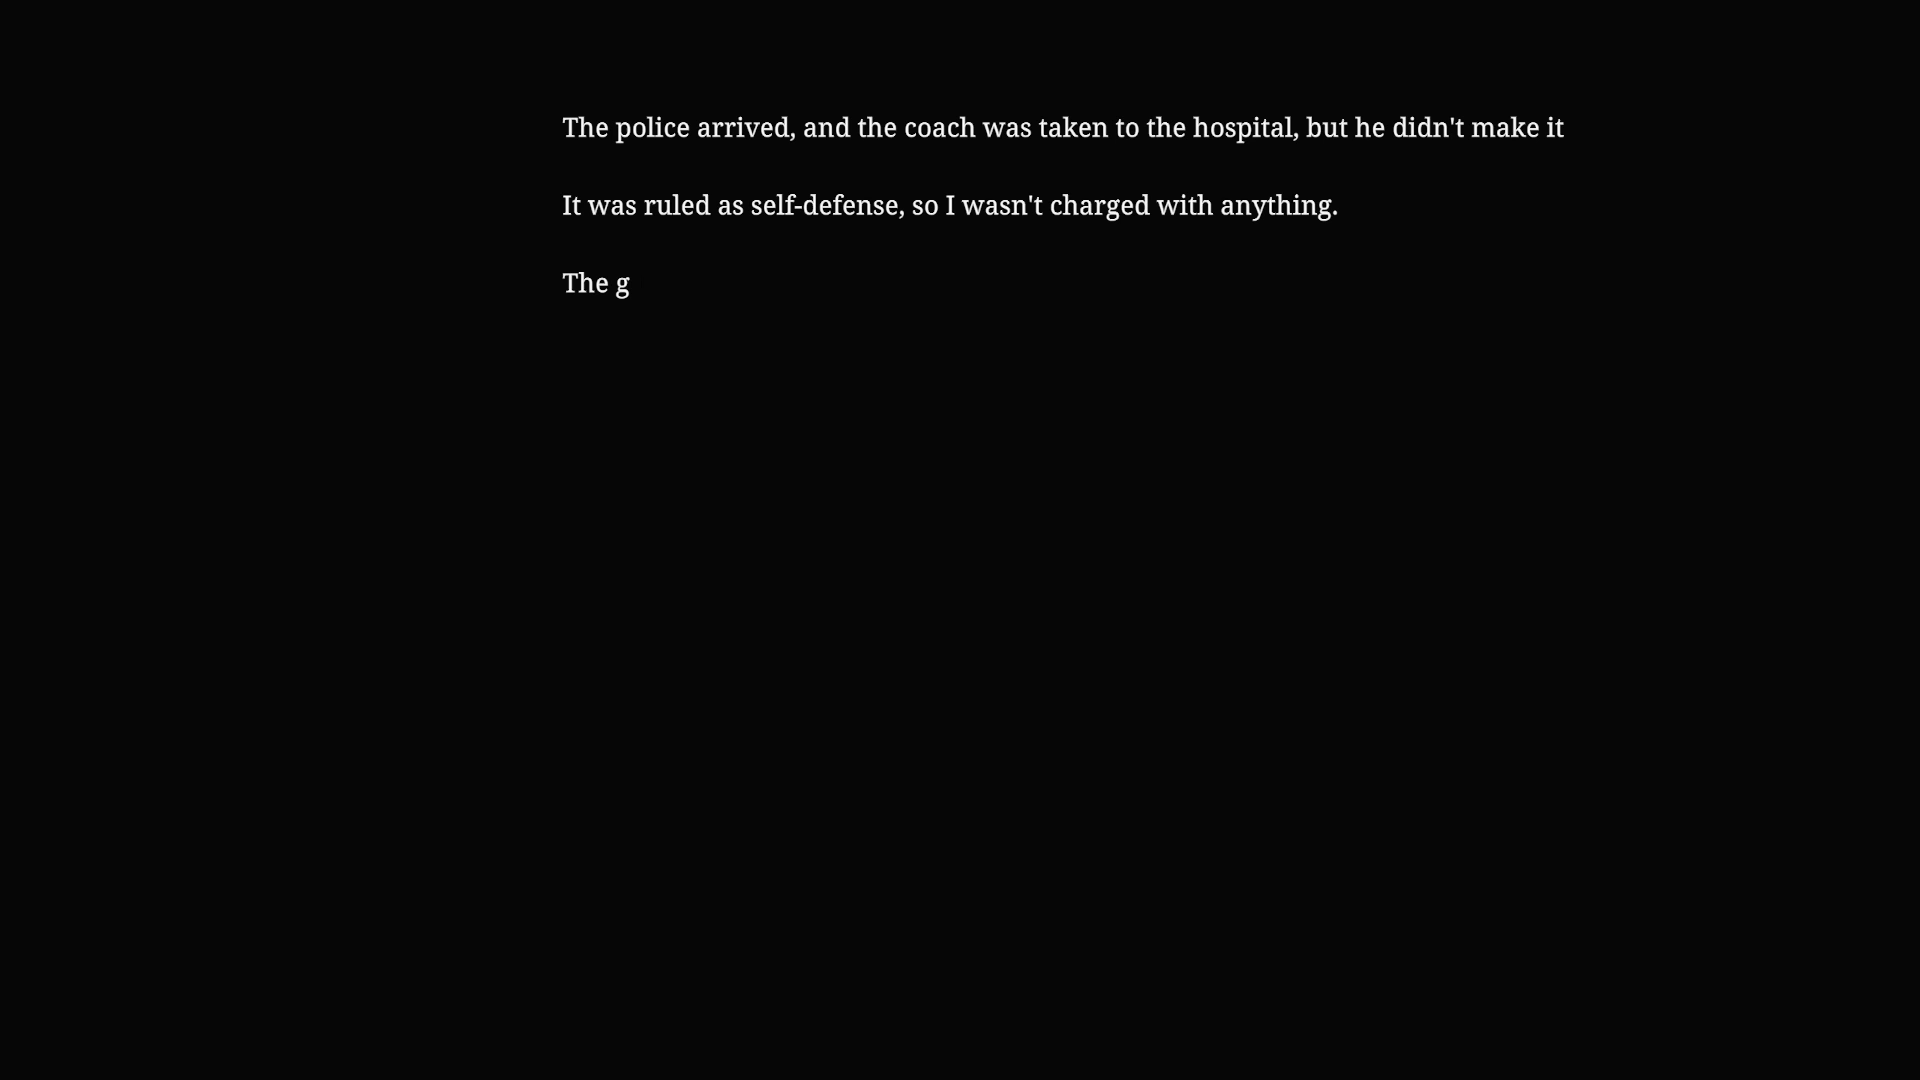 The police arrived, and the coach was taken to the hospital, but he didn't make it
It was ruled as self-defense, so I wasn't charged with anything.
The g